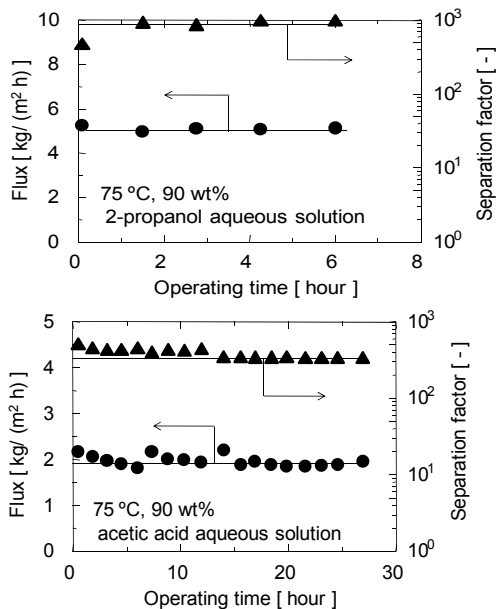 10
8
6
4
2
0
Flux [ kg/ (m² h) ]
10³
10²
10¹
10⁰
Separation factor [ - ]
75 ºC, 90 wt%
2-propanol aqueous solution
0 2 4 6 8
Operating time [ hour ]
5
4
3
2
1
0
Flux [ kg/ (m² h) ]
10³
10²
10¹
10⁰
Separation factor [ - ]
75 ºC, 90 wt%
acetic acid aqueous solution
0 10 20 30
Operating time [ hour ]